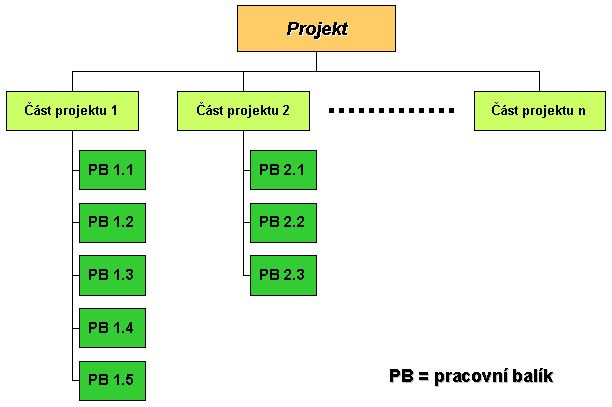 Projekt
Část projektu 1
Část projektu 2
Část projektu n
PB 1.1
PB 2.1
PB 1.2
PB 2.2
PB 1.3
PB 2.3
PB 1.4
PB 1.5
PB = pracovní balík